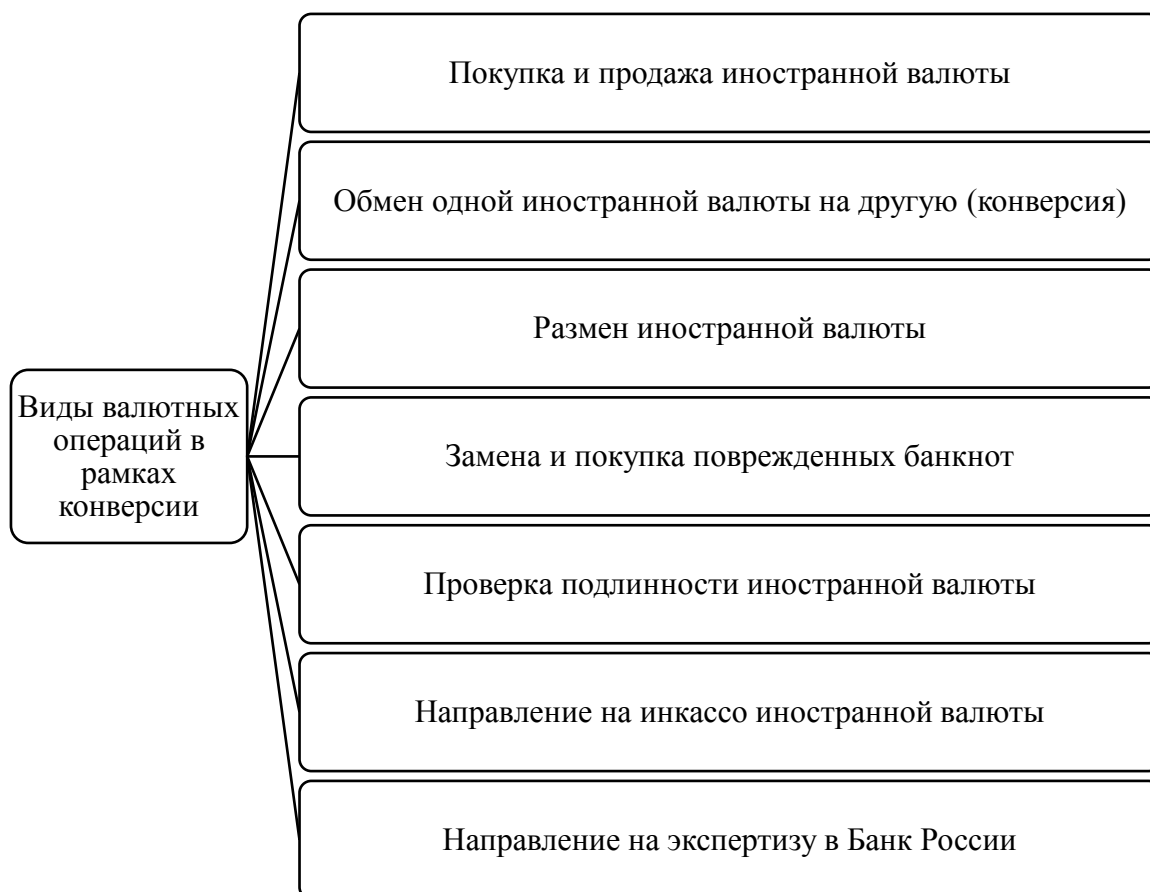 Покупка и продажа иностранной валюты
Обмен одной иностранной валюты на другую (конверсия)
Размен иностранной валюты
Виды валютных
операций в
рамках
конверсии
Замена и покупка поврежденных банкнот
Проверка подлинности иностранной валюты
Направление на инкассо иностранной валюты
Направление на экспертизу в Банк России